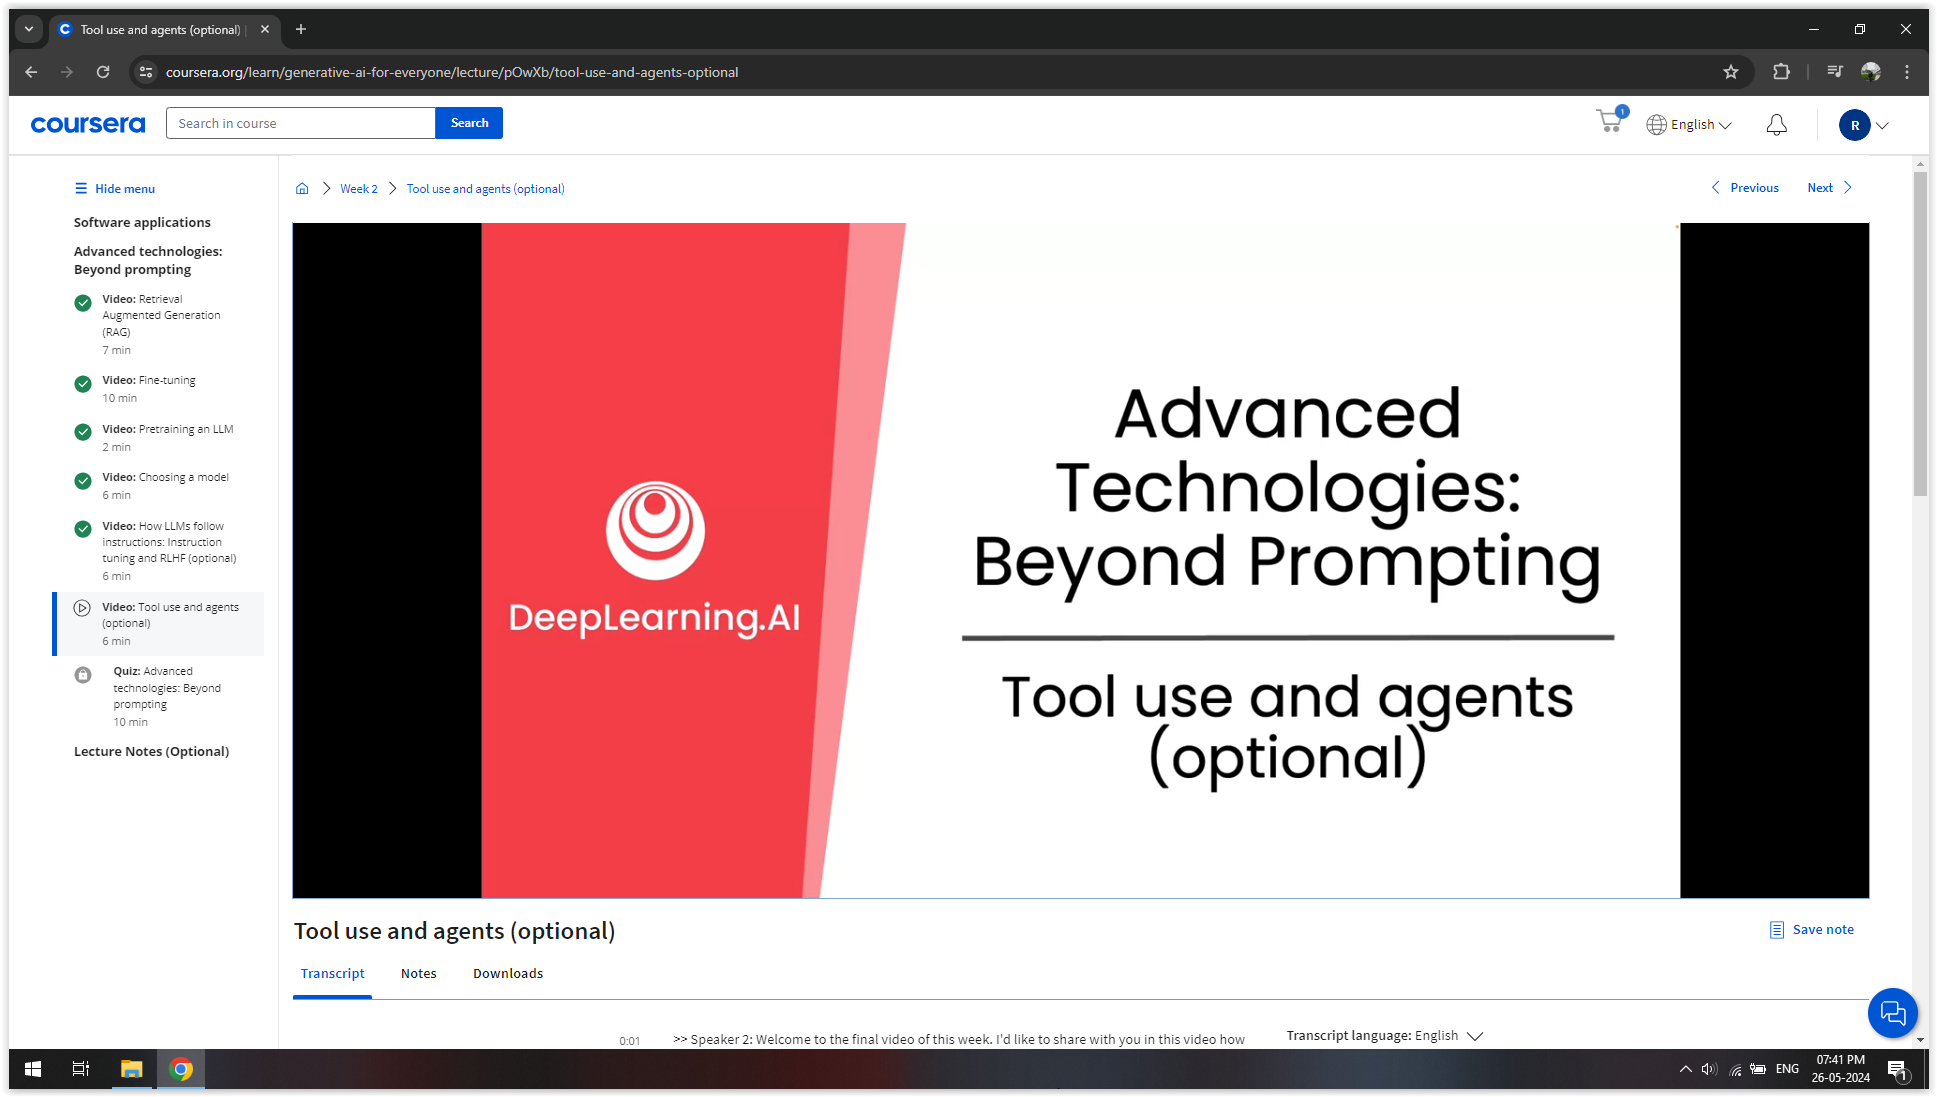 Tool use and agents (optional) |
coursera.org/learn/generative-ai-for-everyone/lecture/pOwXb/tool-use-and-agents-optional
coursera
Search in course
Search
1
English
R
Hide menu
Software applications
Advanced technologies:
Beyond prompting
Video: Retrieval
Augmented Generation
(RAG)
7 min
Video: Fine-tuning
10 min
Video: Pretraining an LLM
2 min
Video: Choosing a model
6 min
Video: How LLMs follow
instructions: Instruction
tuning and RLHF (optional)
6 min
Video: Tool use and agents
(optional)
6 min
Quiz: Advanced
technologies: Beyond
prompting
10 min
Lecture Notes (Optional)
Week 2
Tool use and agents (optional)
Previous
Next
DeepLearning.AI
Advanced
Technologies:
Beyond Prompting
Tool use and agents
(optional)
Tool use and agents (optional)
Save note
Transcript
Notes
Downloads
0:01
>> Speaker 2: Welcome to the final video of this week. I'd like to share with you in this video how
Transcript language: English
ENG
07:41 PM
26-05-2024
1